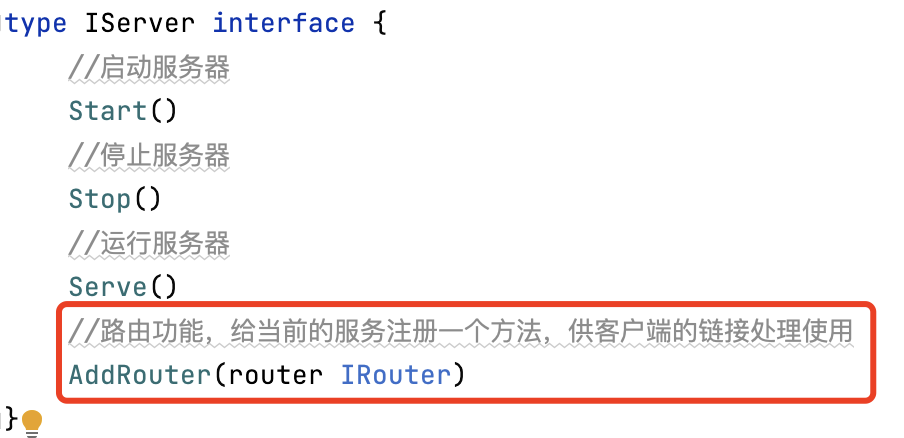 type IServer interface {
//启动服务器
Start()
//停止服务器
Stop()
//运行服务器
Serve()
//路由功能，给当前的服务注册一个方法，供客户端的链接处理使用
AddRouter(router IRouter)
}